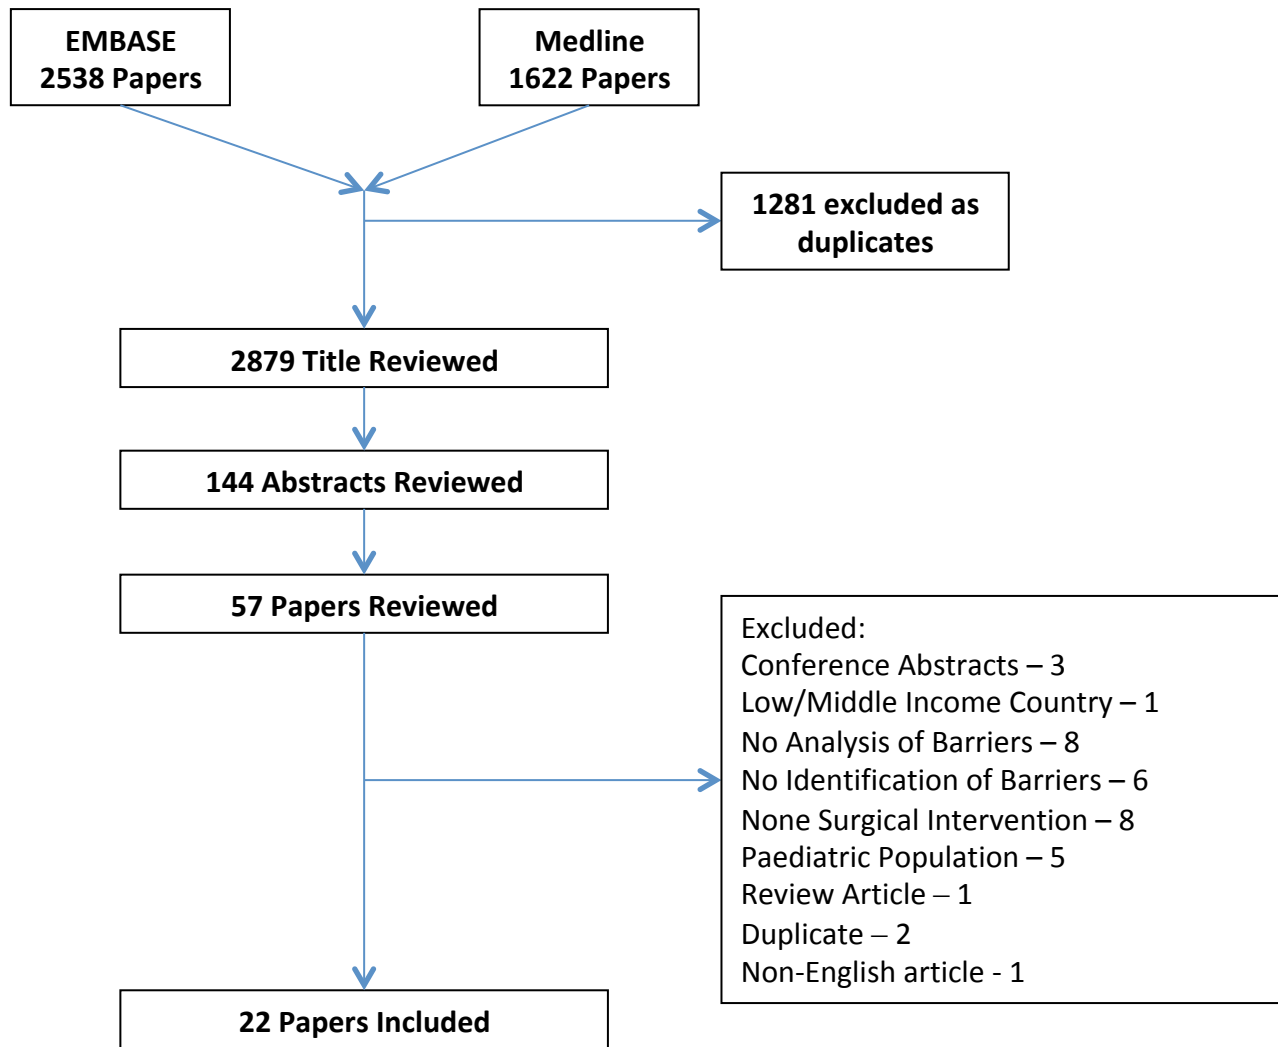 EMBASE
2538 Papers
Medline
1622 Papers
1281 excluded as
duplicates
2879 Title Reviewed
144 Abstracts Reviewed
57 Papers Reviewed
Excluded:
Conference Abstracts – 3
Low/Middle Income Country – 1
No Analysis of Barriers – 8
No Identification of Barriers – 6
None Surgical Intervention – 8
Paediatric Population – 5
Review Article – 1
Duplicate – 2
Non-English article - 1
22 Papers Included